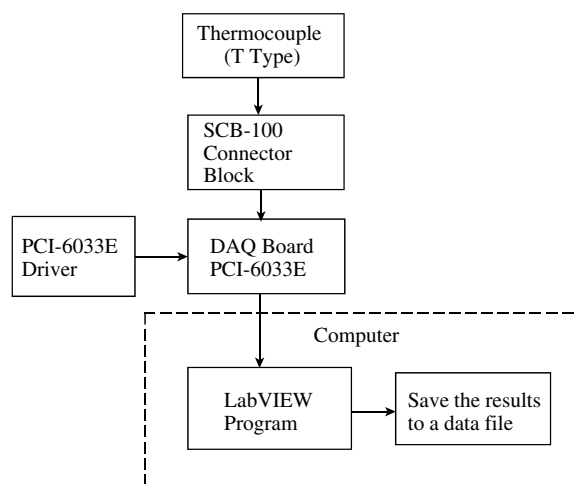 Thermocouple
(T Type)
SCB-100
Connector
Block
PCI-6033E
Driver
DAQ Board
PCI-6033E
Computer
LabVIEW
Program
Save the results
to a data file